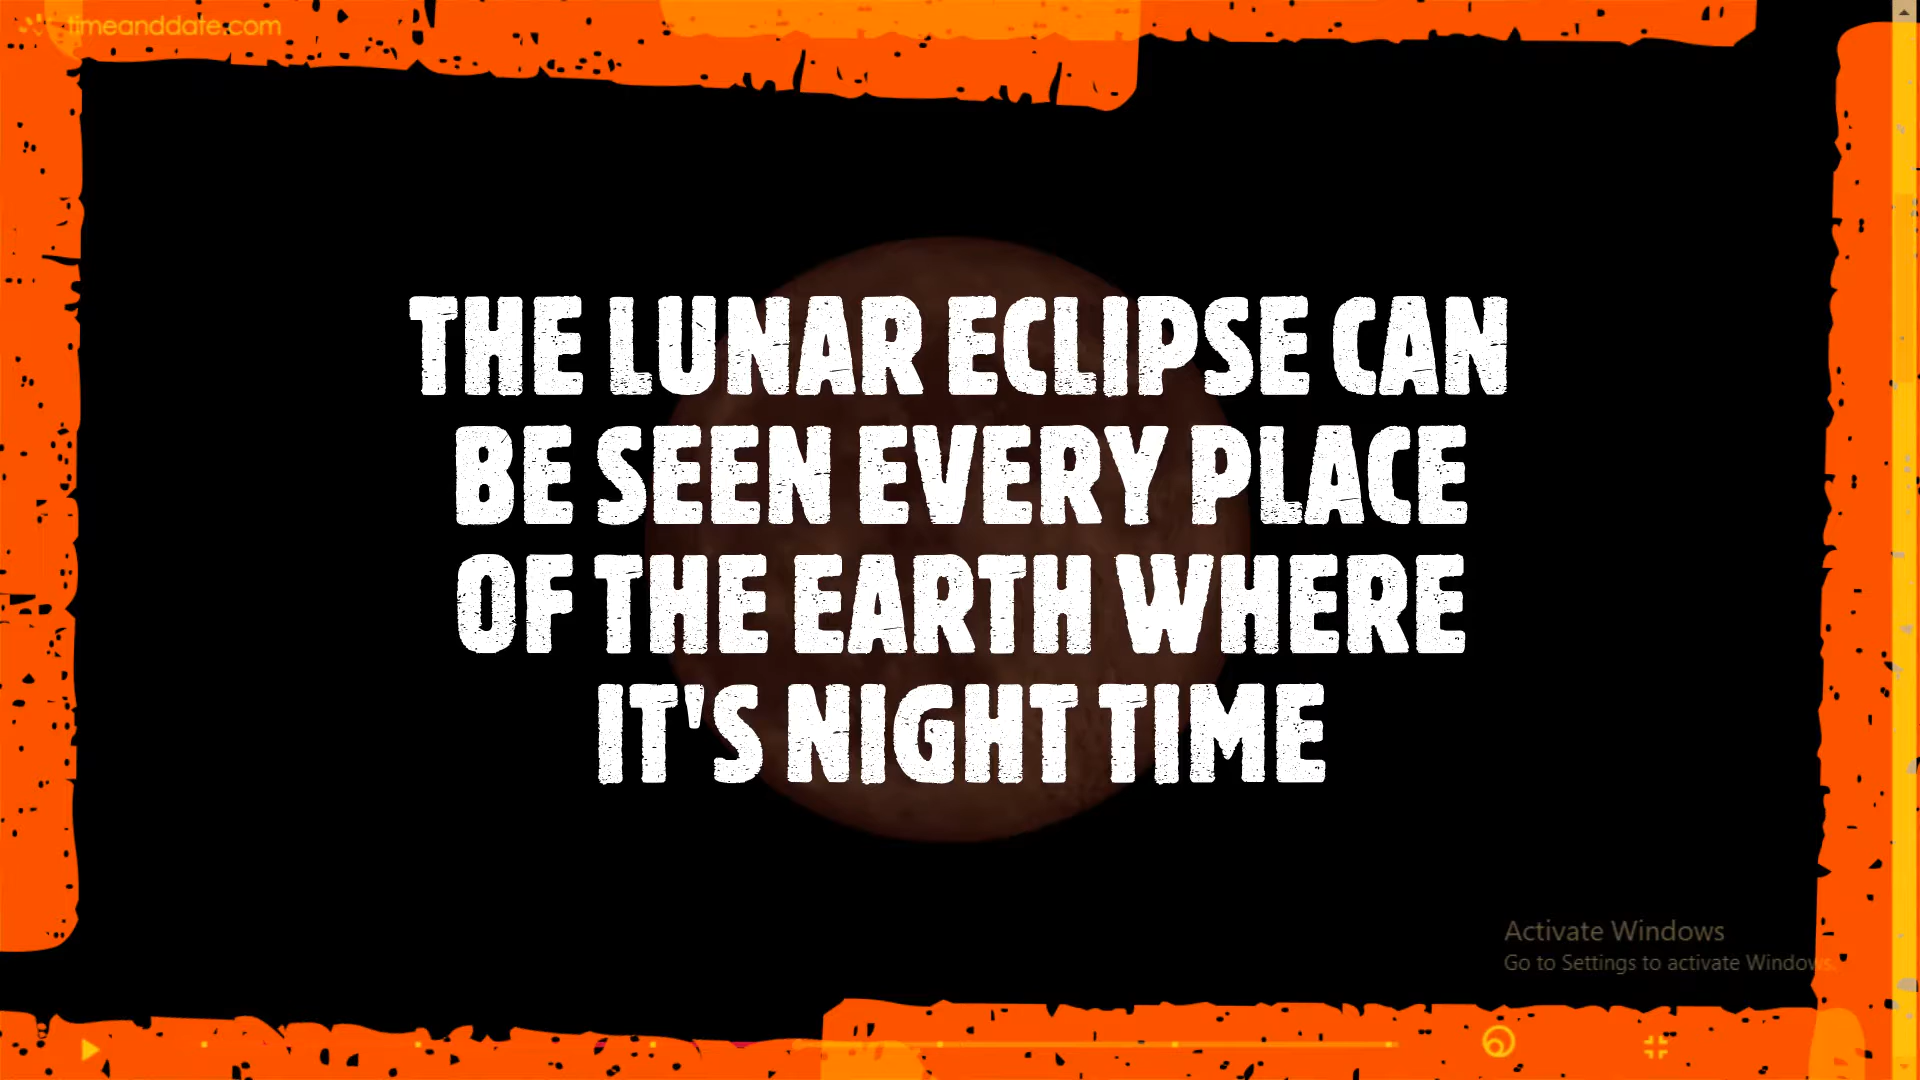 timeanddate.com
THE LUNAR ECLIPSE CAN
BE SEEN EVERY PLACE
OF THE EARTH WHERE
IT'S NIGHT TIME
Activate Windows
Go to Settings to activate Windows.